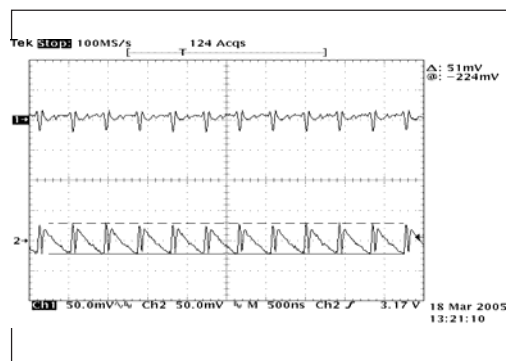 Tek Stop: 100MS/s 124 Acqs
T
Δ: 51mV
@: -224mV
1
2
Ch1 50.0mV Ch2 50.0mV M 500ns Ch2 3.17 V
18 Mar 2005
13:21:10